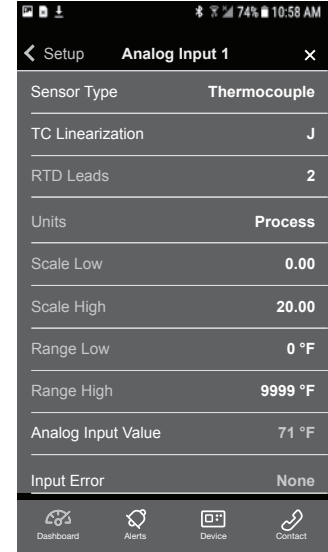 74% 10:58 AM
Setup Analog Input 1 ×
Sensor Type Thermocouple
TC Linearization J
RTD Leads 2
Units Process
Scale Low 0.00
Scale High 20.00
Range Low 0 °F
Range High 9999 °F
Analog Input Value 71 °F
Input Error None
Dashboard Alerts Device Contact